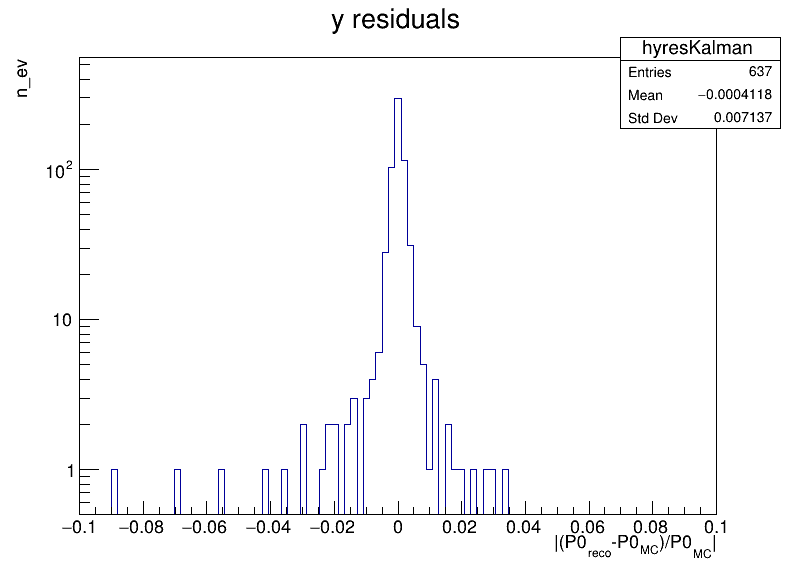 y residuals
hyresKalman
Entries 637
Mean −0.0004118
Std Dev 0.007137
n_ev
10²
10
1
−0.1 −0.08 −0.06 −0.04 −0.02 0 0.02 0.04 0.06 0.08 0.1
|(P0reco-P0MC)/P0MC|